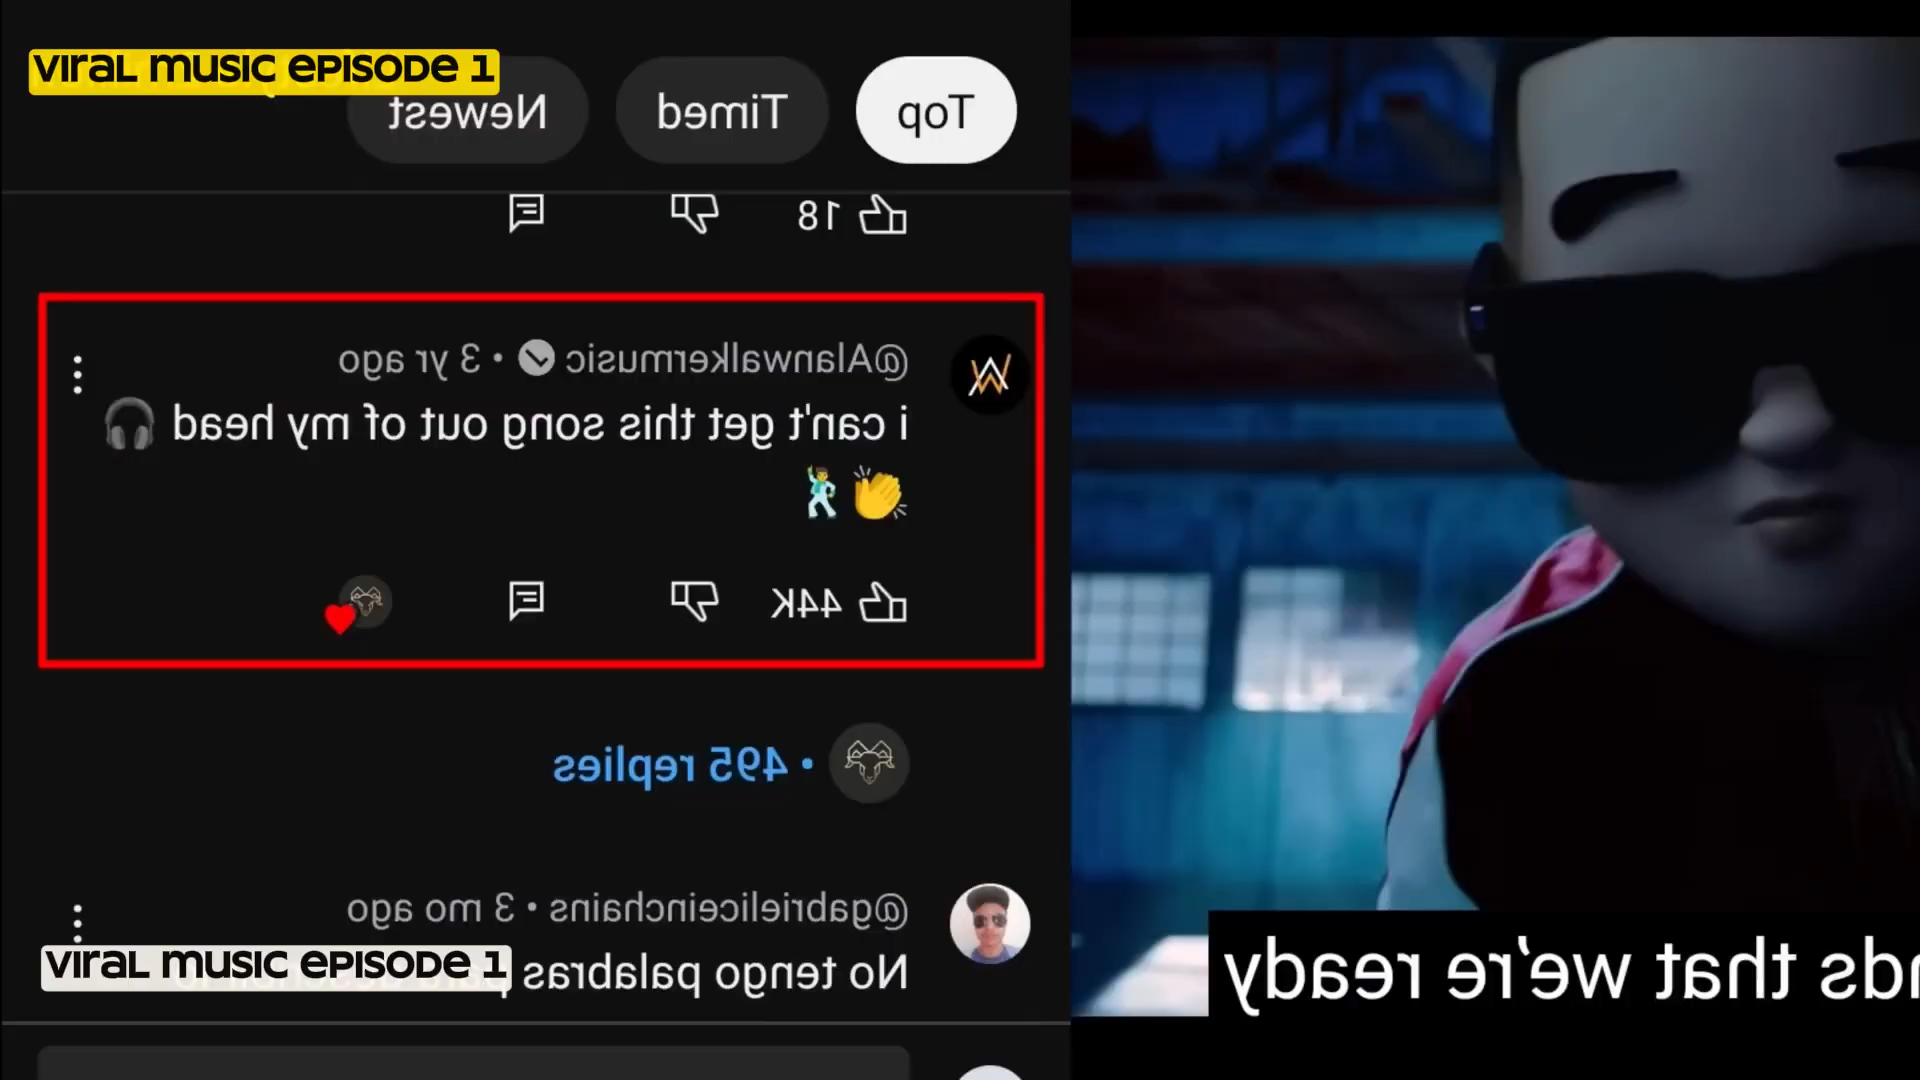 VIRAL MUSIC EPISODE 1
Top Timed Newest
18
@Alanwalkermusic • 3 yr ago
i can't get this song out of my head 🎧
👏🕺
44K
• 495 replies
@gabrieliceinchains • 3 mo ago
No tengo palabras
VIRAL MUSIC EPISODE 1
that we're ready